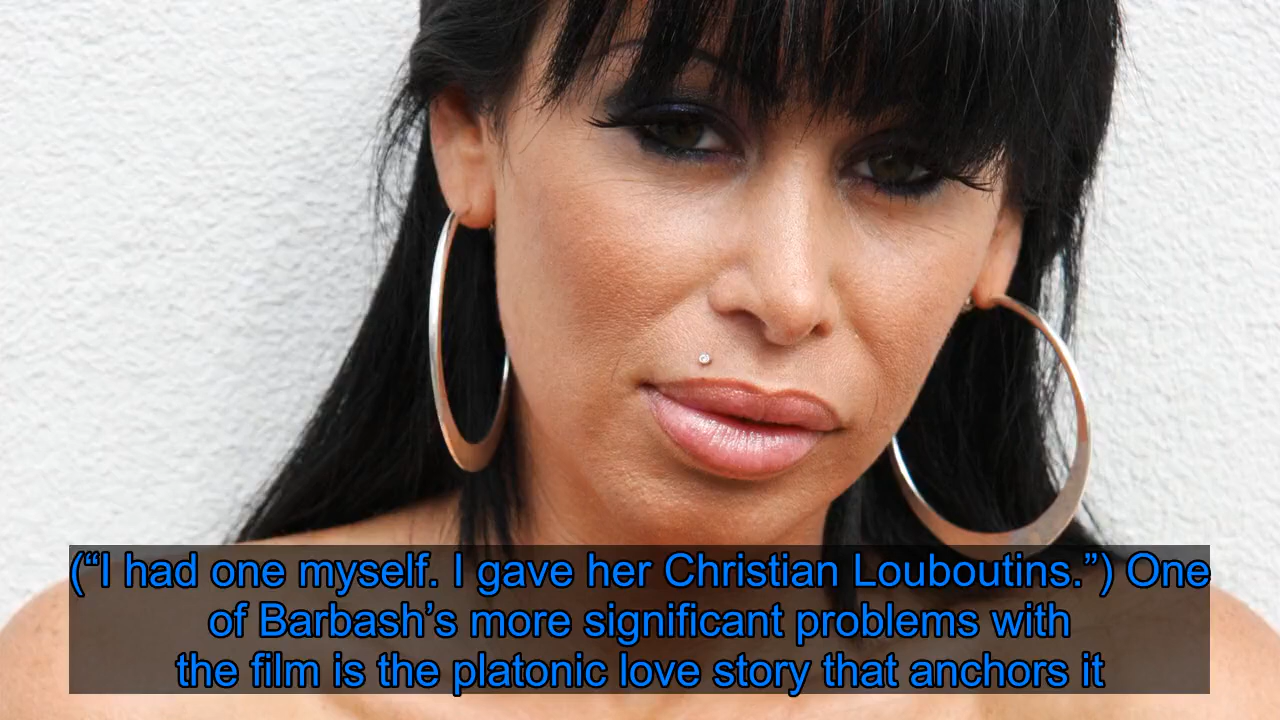 (“I had one myself. I gave her Christian Louboutins.”) One
of Barbash’s more significant problems with
the film is the platonic love story that anchors it